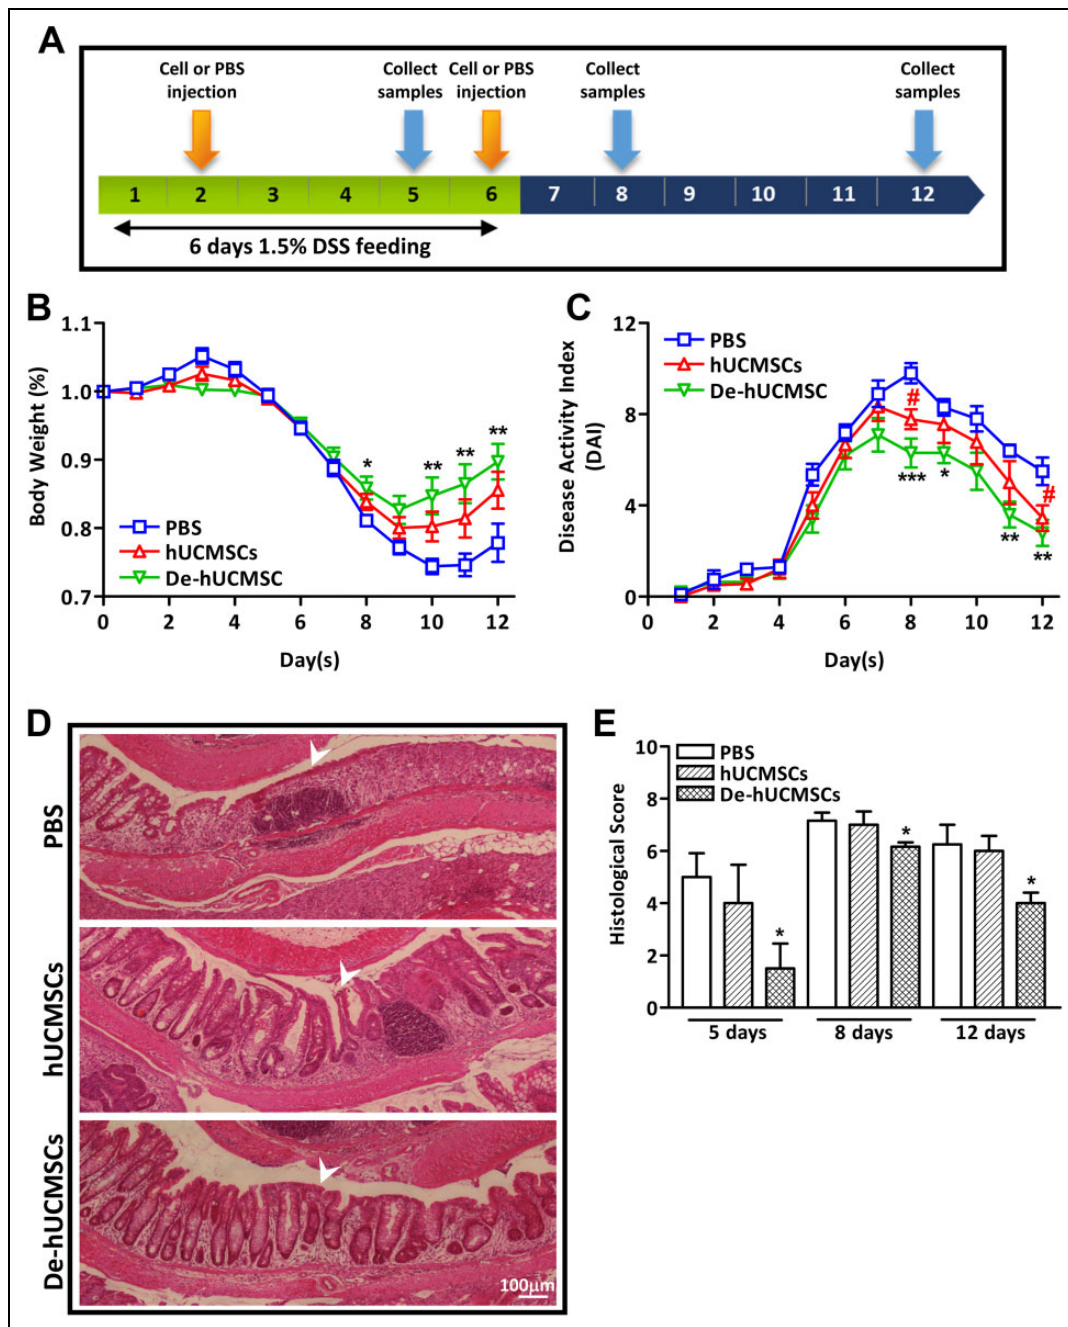 A
Cell or PBS injection
Collect samples
Cell or PBS injection
Collect samples
Collect samples
1 2 3 4 5 6 7 8 9 10 11 12
6 days 1.5% DSS feeding
B
1.1
1.0
0.9
0.8
0.7
Body Weight (%)
* ** ** **
PBS
hUCMSCs
De-hUCMSC
0 2 4 6 8 10 12
Day(s)
C
12
8
4
0
Disease Activity Index (DAI)
PBS
hUCMSCs
De-hUCMSC
#
#
*** * ** **
0 2 4 6 8 10 12
Day(s)
D
PBS
hUCMSCs
De-hUCMSCs
100μm
E
10
8
6
4
2
0
Histological Score
PBS
hUCMSCs
De-hUCMSCs
* * *
5 days 8 days 12 days